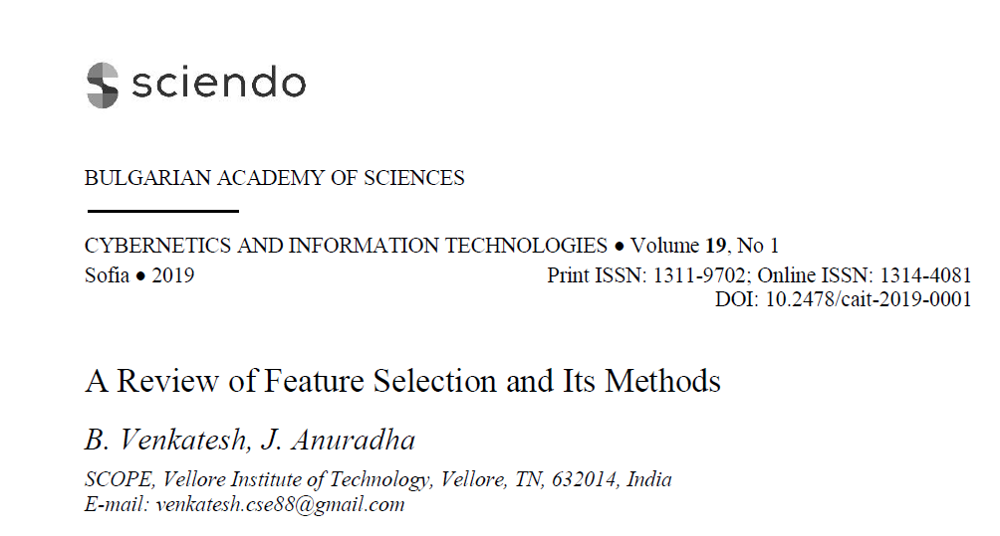 sciendo
BULGARIAN ACADEMY OF SCIENCES
CYBERNETICS AND INFORMATION TECHNOLOGIES ● Volume 19, No 1
Sofia ● 2019 Print ISSN: 1311-9702; Online ISSN: 1314-4081
DOI: 10.2478/cait-2019-0001
A Review of Feature Selection and Its Methods
B. Venkatesh, J. Anuradha
SCOPE, Vellore Institute of Technology, Vellore, TN, 632014, India
E-mail: venkatesh.cse88@gmail.com